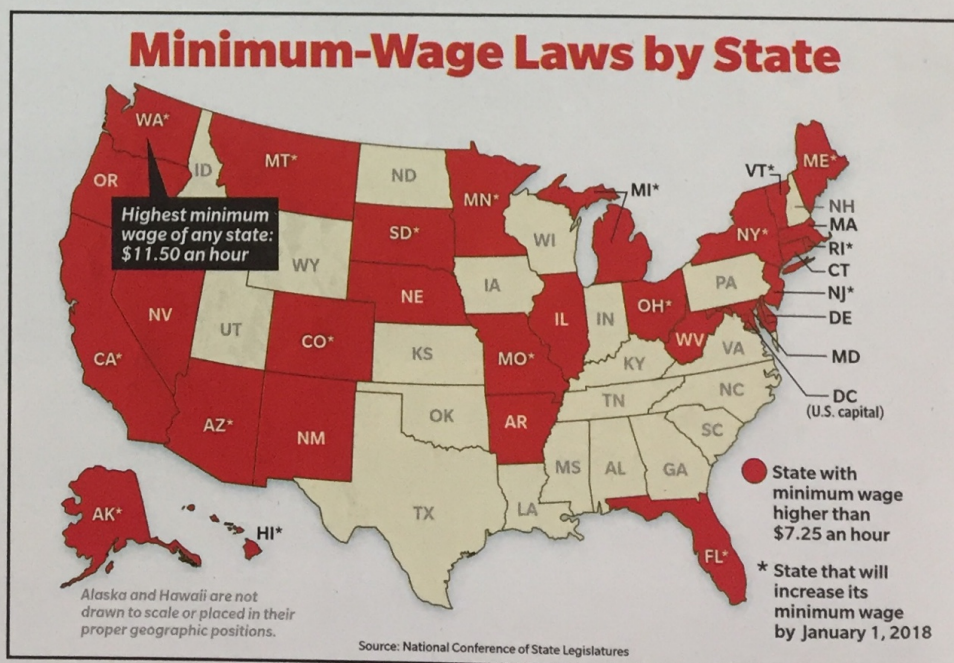 Minimum-Wage Laws by State
WA*
OR
ID
MT*
ND
MN*
MI*
VT*
ME*
NH
MA
RI*
CT
NJ*
DE
MD
DC
(U.S. capital)
Highest minimum
wage of any state:
$11.50 an hour
WY
SD*
WI
NY*
PA
NE
IA
NV
UT
CO*
KS
IL
IN
OH*
WV
VA
CA*
MO*
KY
NC
TN
AZ*
NM
OK
AR
SC
MS
AL
GA
TX
LA
FL*
AK*
HI*
Alaska and Hawaii are not
drawn to scale or placed in their
proper geographic positions.
State with
minimum wage
higher than
$7.25 an hour
* State that will
increase its
minimum wage
by January 1, 2018
Source: National Conference of State Legislatures